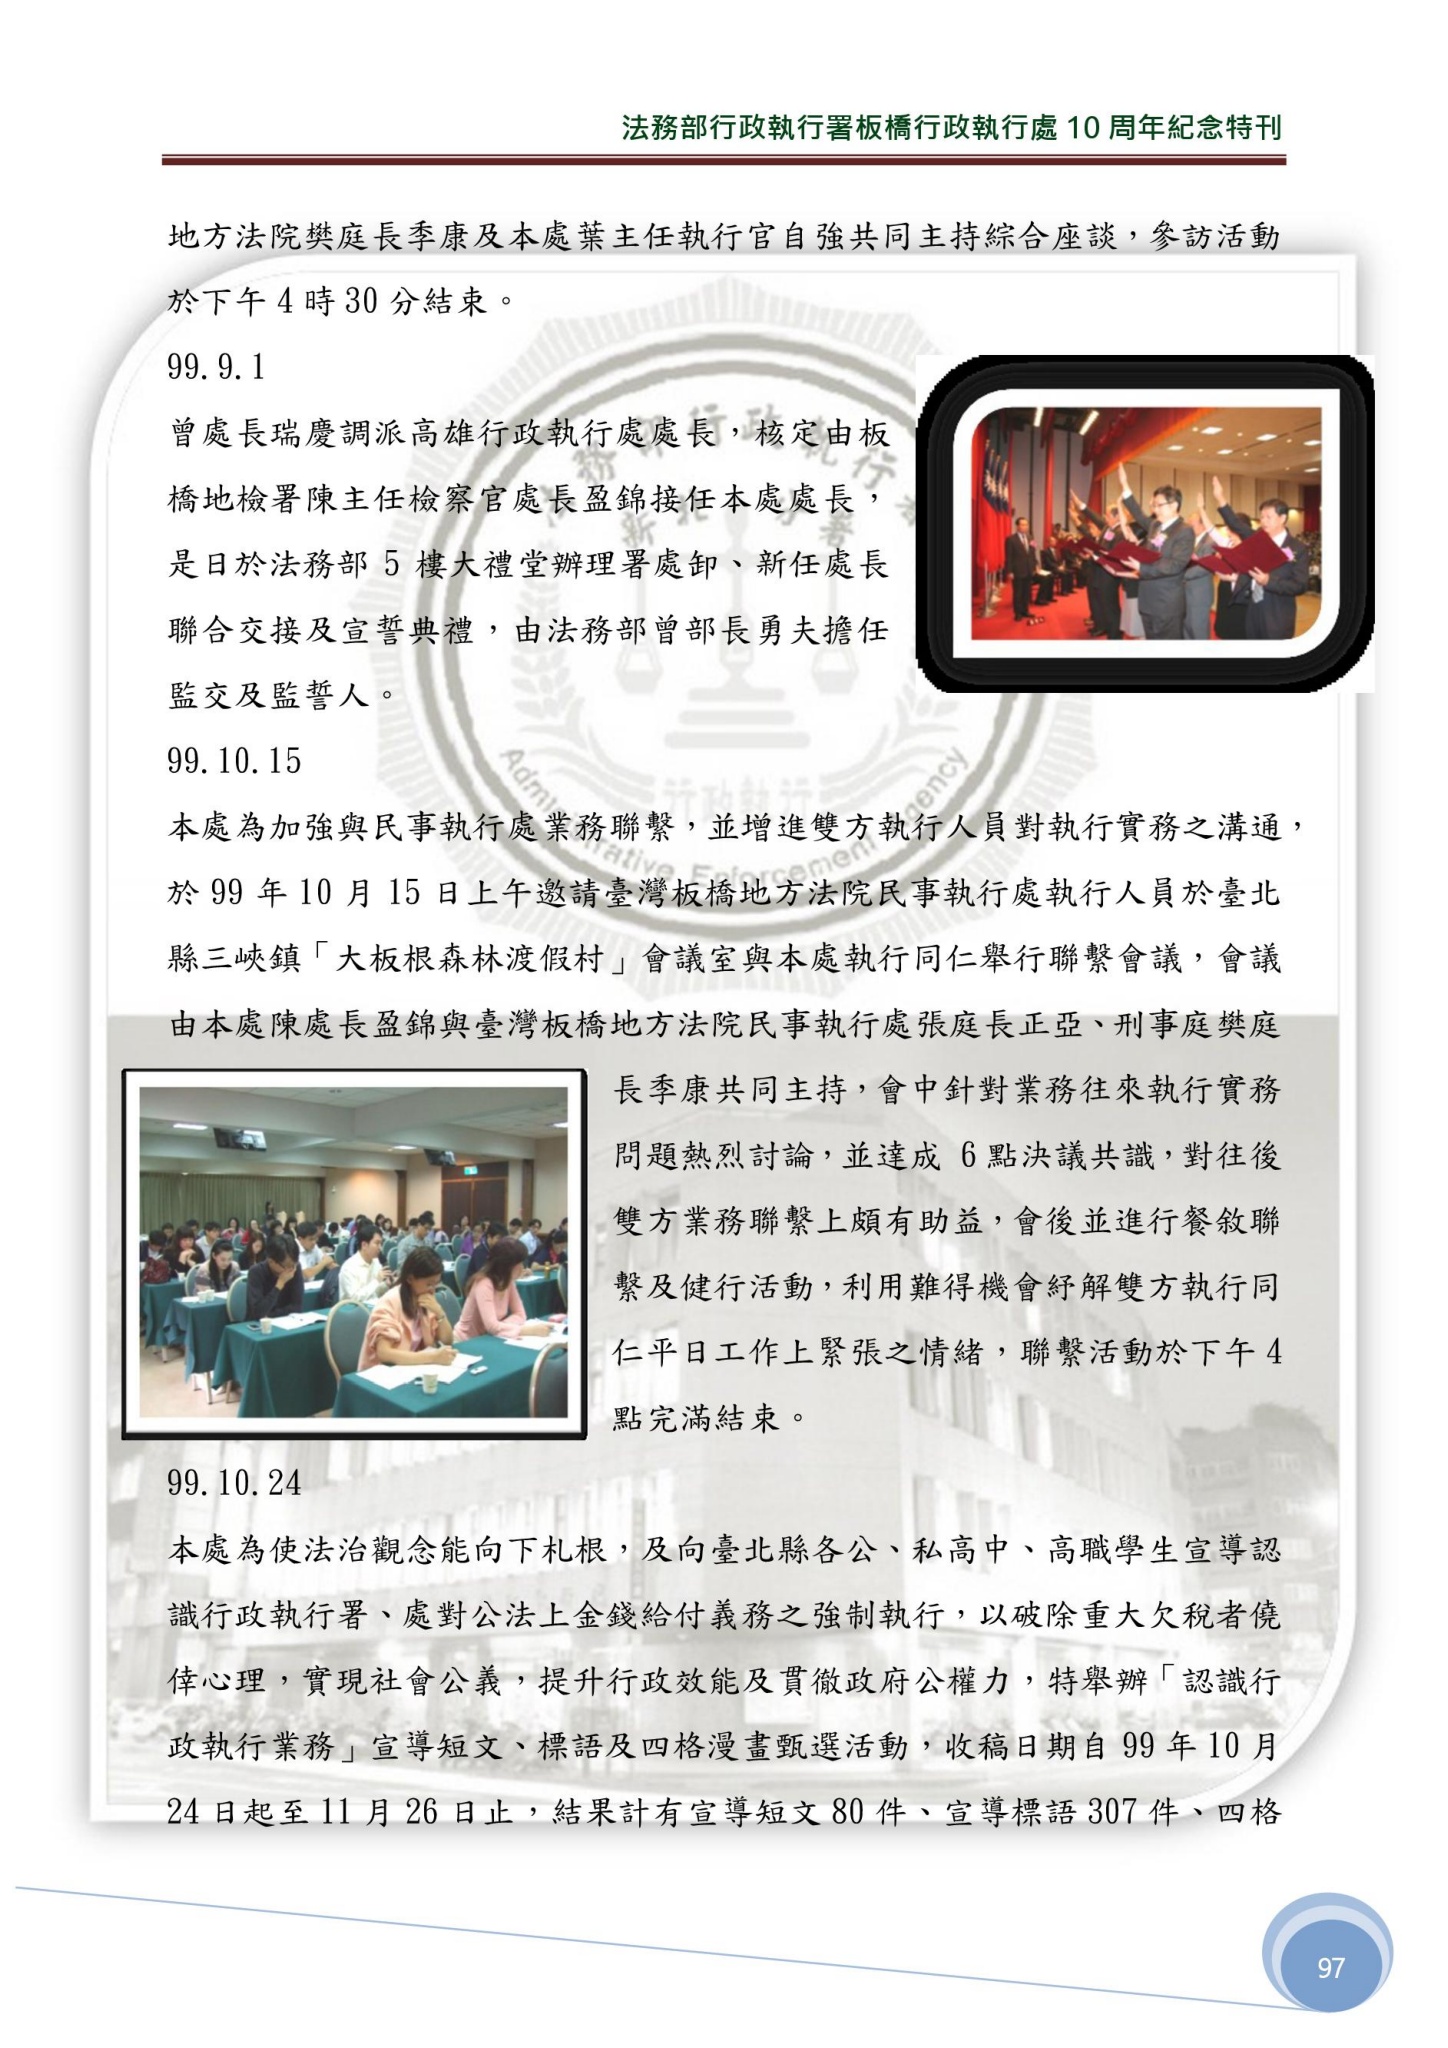 法務部行政執行署板橋行政執行處 10 周年紀念特刊
地方法院樊庭長季康及本處葉主任執行官自強共同主持綜合座談，參訪活動
於下午 4 時 30 分結束。
99.9.1
曾處長瑞慶調派高雄行政執行處處長，核定由板
橋地檢署陳主任檢察官處長盈錦接任本處處長，
是日於法務部 5 樓大禮堂辦理署處卸、新任處長
聯合交接及宣誓典禮，由法務部曾部長勇夫擔任
監交及監誓人。
99.10.15
本處為加強與民事執行處業務聯繫，並增進雙方執行人員對執行實務之溝通，
於 99 年 10 月 15 日上午邀請臺灣板橋地方法院民事執行處執行人員於臺北
縣三峽鎮「大板根森林渡假村」會議室與本處執行同仁舉行聯繫會議，會議
由本處陳處長盈錦與臺灣板橋地方法院民事執行處張庭長正亞、刑事庭樊庭
長季康共同主持，會中針對業務往來執行實務
問題熱烈討論，並達成 6 點決議共識，對往後
雙方業務聯繫上頗有助益，會後並進行餐敘聯
繫及健行活動，利用難得機會紓解雙方執行同
仁平日工作上緊張之情緒，聯繫活動於下午 4
點完滿結束。
99.10.24
本處為使法治觀念能向下札根，及向臺北縣各公、私高中、高職學生宣導認
識行政執行署、處對公法上金錢給付義務之強制執行，以破除重大欠稅者僥
倖心理，實現社會公義，提升行政效能及貫徹政府公權力，特舉辦「認識行
政執行業務」宣導短文、標語及四格漫畫甄選活動，收稿日期自 99 年 10 月
24 日起至 11 月 26 日止，結果計有宣導短文 80 件、宣導標語 307 件、四格
97